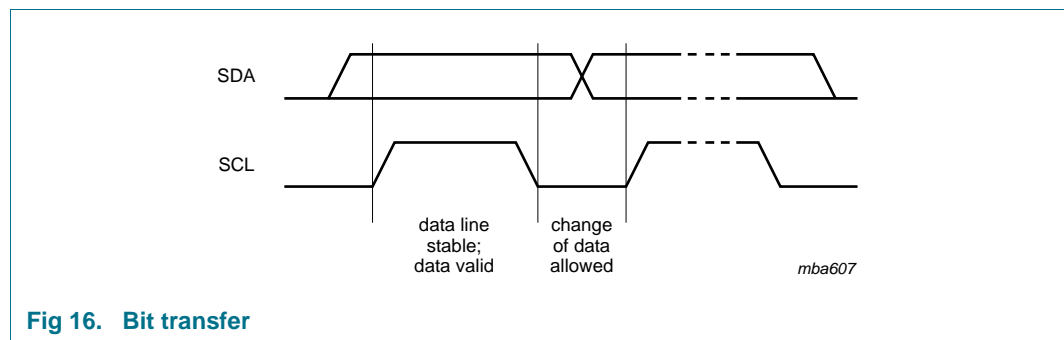 SDA
SCL
data line
stable;
data valid
change
of data
allowed
mba607
Fig 16. Bit transfer